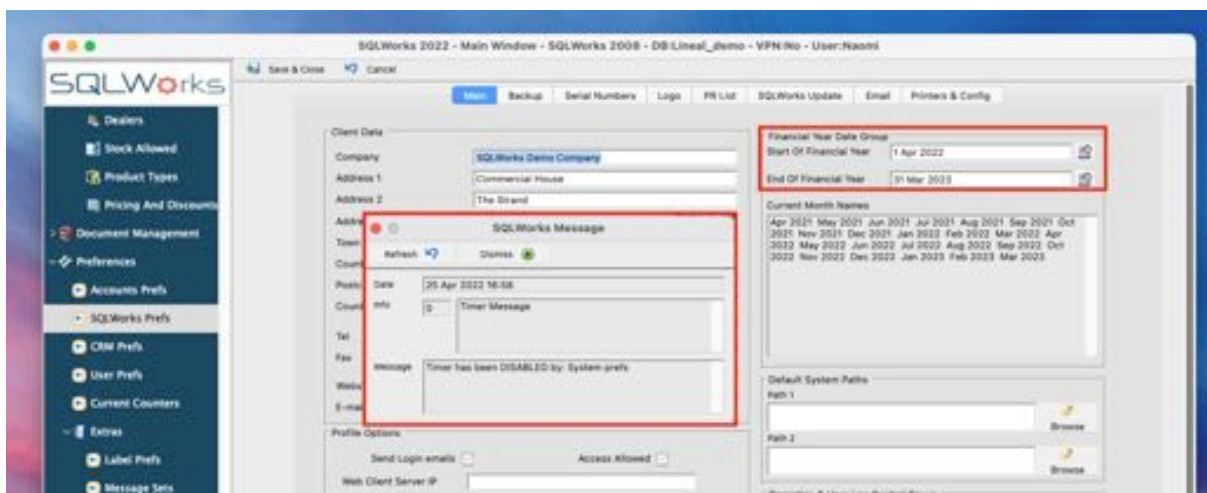 SQLWorks 2022 - Main Window - SQLWorks 2008 - DB:Lineal_demo - VPN:No - User:Naomi
SQLWorks
Save & Close Cancel
Main Backup Serial Numbers Logo PR List SQLWorks Update Email Printers & Config
Dealers
Stock Allowed
Product Types
Pricing And Discounts
Document Management
Preferences
Accounts Prefs
SQLWorks Prefs
CRM Prefs
User Prefs
Current Counters
Extras
Label Prefs
Message Sets
Client Data
Company SQLWorks Demo Company
Address 1 Commercial House
Address 2 The Strand
Addre
Town
Count
Postc
Count
Tel
Fax
Webs
E-mai
SQLWorks Message
Refresh Dismiss
Date 25 Apr 2022 16:58
Info 0 Timer Message
Message Timer has been DISABLED by: System prefs
Profile Options
Send Login emails Access Allowed
Web Client Server IP
Financial Year Date Group
Start Of Financial Year 1 Apr 2022
End Of Financial Year 31 Mar 2023
Current Month Names
Apr 2021 May 2021 Jun 2021 Jul 2021 Aug 2021 Sep 2021 Oct
2021 Nov 2021 Dec 2021 Jan 2022 Feb 2022 Mar 2022 Apr
2022 May 2022 Jun 2022 Jul 2022 Aug 2022 Sep 2022 Oct
2022 Nov 2022 Dec 2022 Jan 2023 Feb 2023 Mar 2023
Default System Paths
Path 1
Browse
Path 2
Browse